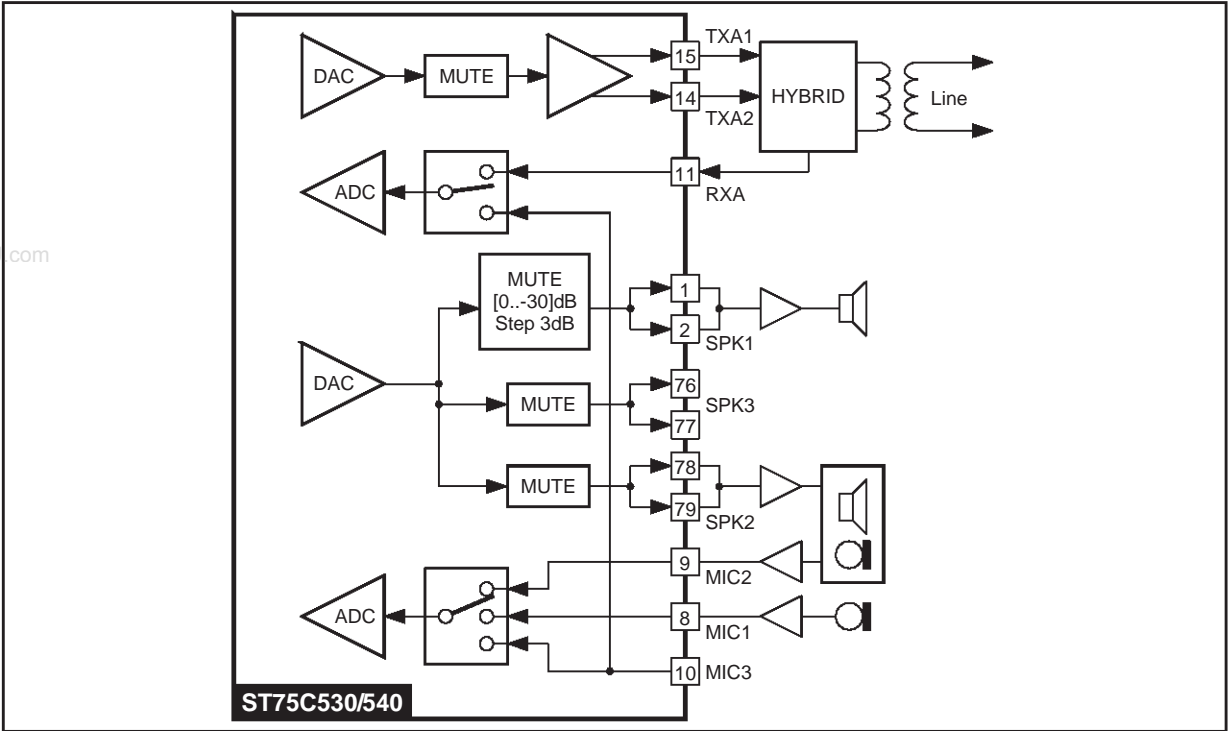 TXA1
15
DAC
MUTE
HYBRID
Line
14
TXA2
11
ADC
RXA
.com
MUTE
[0..-30]dB
Step 3dB
1
2
SPK1
DAC
76
MUTE
SPK3
77
78
MUTE
79
SPK2
9
MIC2
ADC
8
MIC1
10
MIC3
ST75C530/540